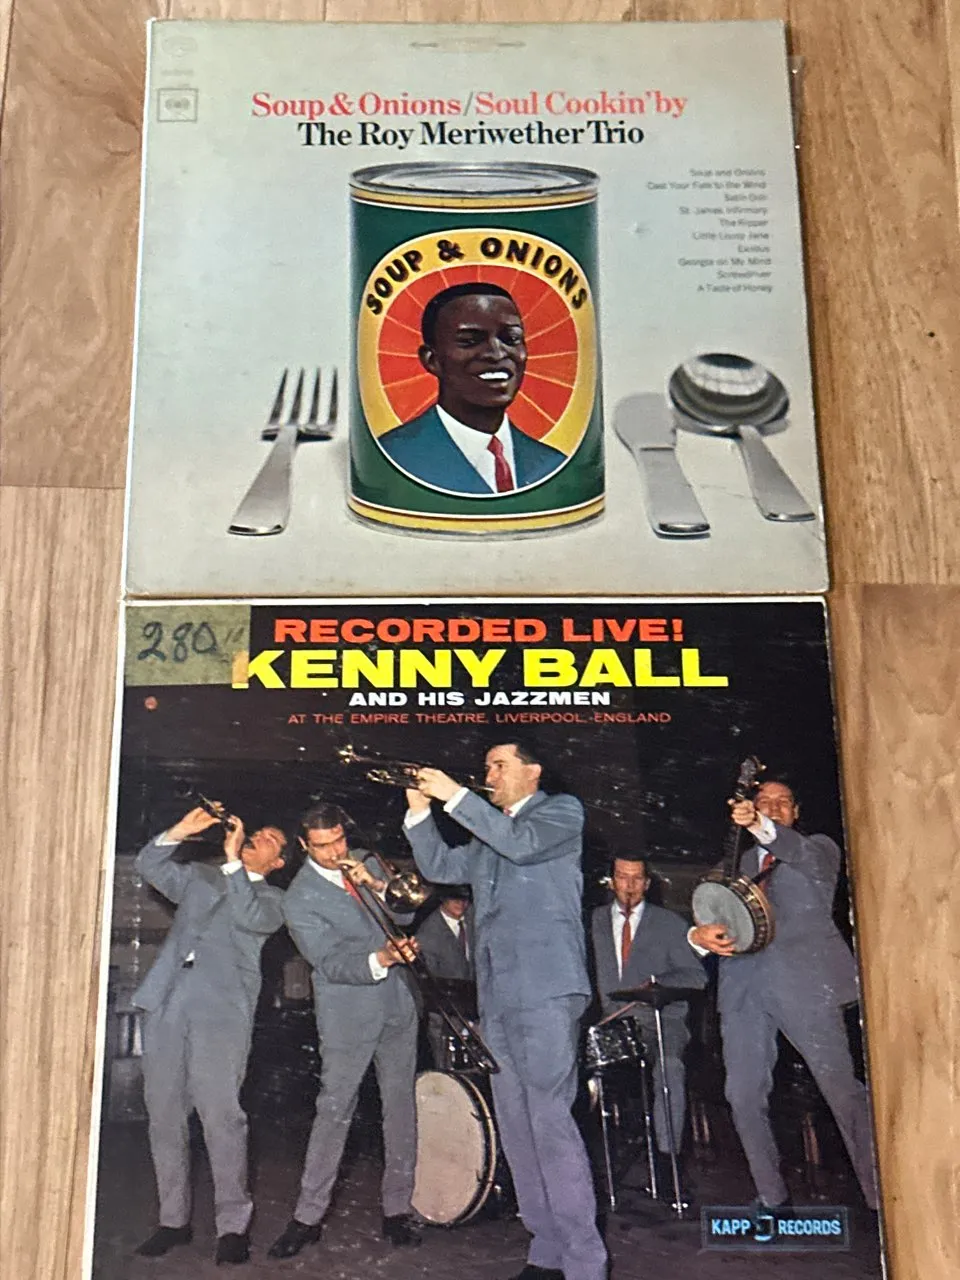 Soup & Onions/Soul Cookin' by
The Roy Meriwether Trio
Soup and Onions
Cast Your Fate to the Wind
Satin Doll
St. James Infirmary
The Ripper
Little Liza Jane
Exodus
Georgia on My Mind
Screwdriver
A Taste of Honey
SOUP & ONIONS
280
RECORDED LIVE!
KENNY BALL
AND HIS JAZZMEN
AT THE EMPIRE THEATRE, LIVERPOOL, ENGLAND
KAPP RECORDS